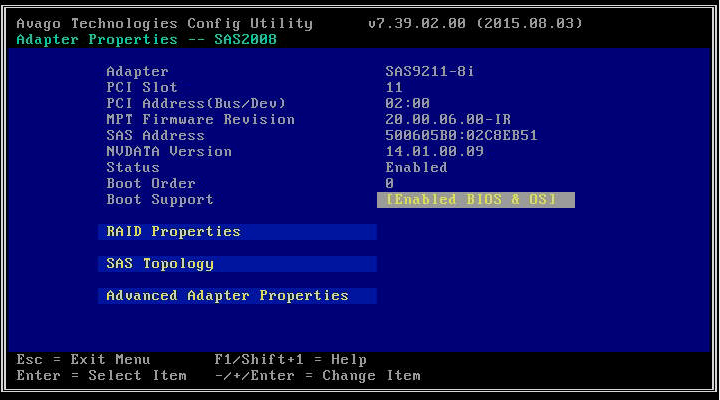 Avago Technologies Config Utility v7.39.02.00 (2015.08.03)
Adapter Properties -- SAS2008
Adapter SAS9211-8i
PCI Slot 11
PCI Address(Bus/Dev) 02:00
MPT Firmware Revision 20.00.06.00-IR
SAS Address 500605B0:02C8EB51
NVDATA Version 14.01.00.09
Status Enabled
Boot Order 0
Boot Support [Enabled BIOS & OS]
RAID Properties
SAS Topology
Advanced Adapter Properties
Esc = Exit Menu F1/Shift+1 = Help
Enter = Select Item -/+/Enter = Change Item